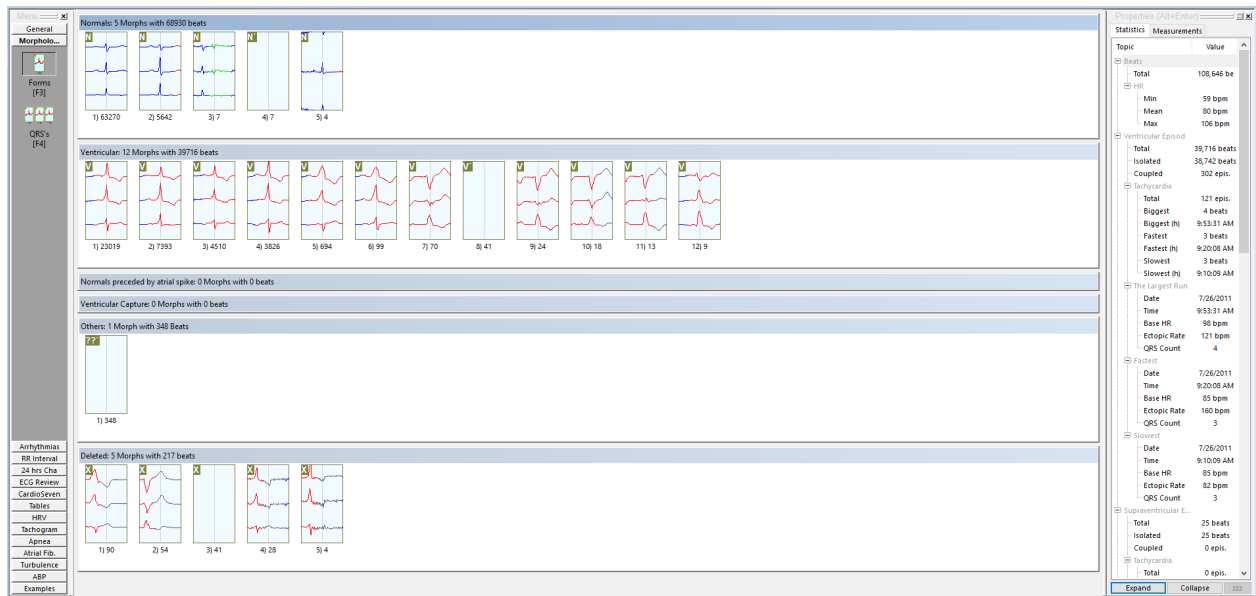 Menu
General
Morpholo...
Forms
[F3]
QRS's
[F4]
Arrhythmias
RR Interval
24 hrs Cha
ECG Review
CardioSeven
Tables
HRV
Tachogram
Apnea
Atrial Fib.
Turbulence
ABP
Examples
Normals: 5 Morphs with 68930 beats
N N N N* N
1) 63270 2) 5642 3) 7 4) 7 5) 4
Ventricular: 12 Morphs with 39716 beats
V V V V V V V V* V V V V
1) 23019 2) 7393 3) 4510 4) 3826 5) 694 6) 99 7) 70 8) 41 9) 24 10) 18 11) 13 12) 9
Normals preceded by atrial spike: 0 Morphs with 0 beats
Ventricular Capture: 0 Morphs with 0 beats
Others: 1 Morph with 348 Beats
??*
1) 348
Deleted: 5 Morphs with 217 beats
X X X X X
1) 90 2) 54 3) 41 4) 28 5) 4
Properties (Alt+Enter)
Statistics Measurements
Topic Value
Beats
Total 108,646 be
HR
Min 59 bpm
Mean 80 bpm
Max 106 bpm
Ventricular Episod
Total 39,716 beats
Isolated 38,742 beats
Coupled 302 epis.
Tachycardia
Total 121 epis.
Biggest 4 beats
Biggest (h) 9:53:31 AM
Fastest 3 beats
Fastest (h) 9:20:08 AM
Slowest 3 beats
Slowest (h) 9:10:09 AM
The Largest Run
Date 7/26/2011
Time 9:53:31 AM
Base HR 98 bpm
Ectopic Rate 121 bpm
QRS Count 4
Fastest
Date 7/26/2011
Time 9:20:08 AM
Base HR 85 bpm
Ectopic Rate 160 bpm
QRS Count 3
Slowest
Date 7/26/2011
Time 9:10:09 AM
Base HR 85 bpm
Ectopic Rate 82 bpm
QRS Count 3
Supraventricular E...
Total 25 beats
Isolated 25 beats
Coupled 0 epis.
Tachycardia
Total 0 epis.
Expand Collapse